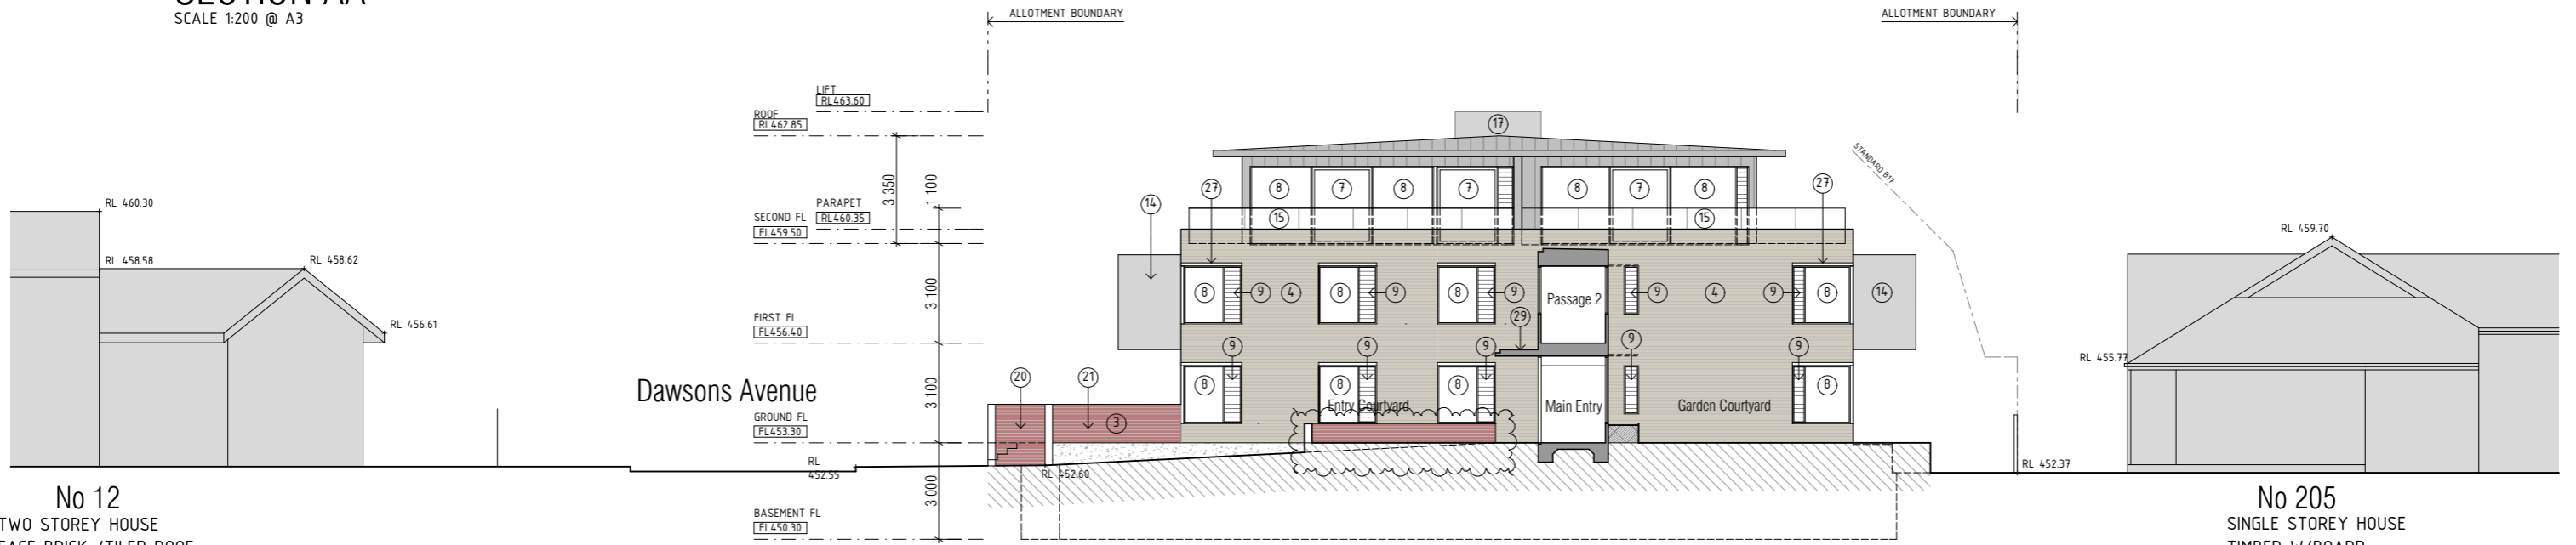 SECTION AA
SCALE 1:200 @ A3
ALLOTMENT BOUNDARY
ALLOTMENT BOUNDARY
LIFT
RL463.60
ROOF
RL462.85
17
STANDARD B17
3 350
1 100
PARAPET
RL460.35
SECOND FL
FL459.50
RL 460.30
RL 458.58
RL 458.62
RL 456.61
14
27
8
7
8
7
8
7
8
27
15
15
RL 459.70
3 100
8
9
4
8
9
8
9
Passage 2
9
4
9
8
14
FIRST FL
FL456.40
29
9
9
9
9
9
RL 455.77
Dawsons Avenue
3 100
20
21
3
8
8
8
8
Entry Courtyard
Main Entry
Garden Courtyard
GROUND FL
FL453.30
RL
452.55
RL 452.60
RL 452.37
3 000
No 12
TWO STOREY HOUSE
BASEMENT FL
FL450.30
No 205
SINGLE STOREY HOUSE
TIMBER W/BOARD